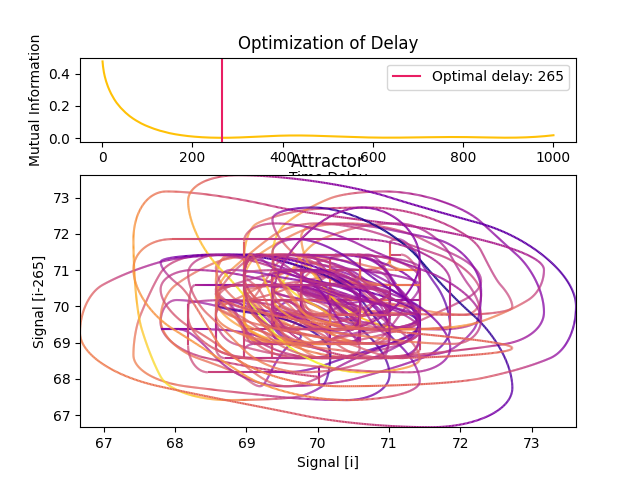 Optimization of Delay
Mutual Information
0.4
0.2
0.0
Optimal delay: 265
0 200 400 600 800 1000
Time Delay
Attractor
Signal [i-265]
73
72
71
70
69
68
67
67 68 69 70 71 72 73
Signal [i]